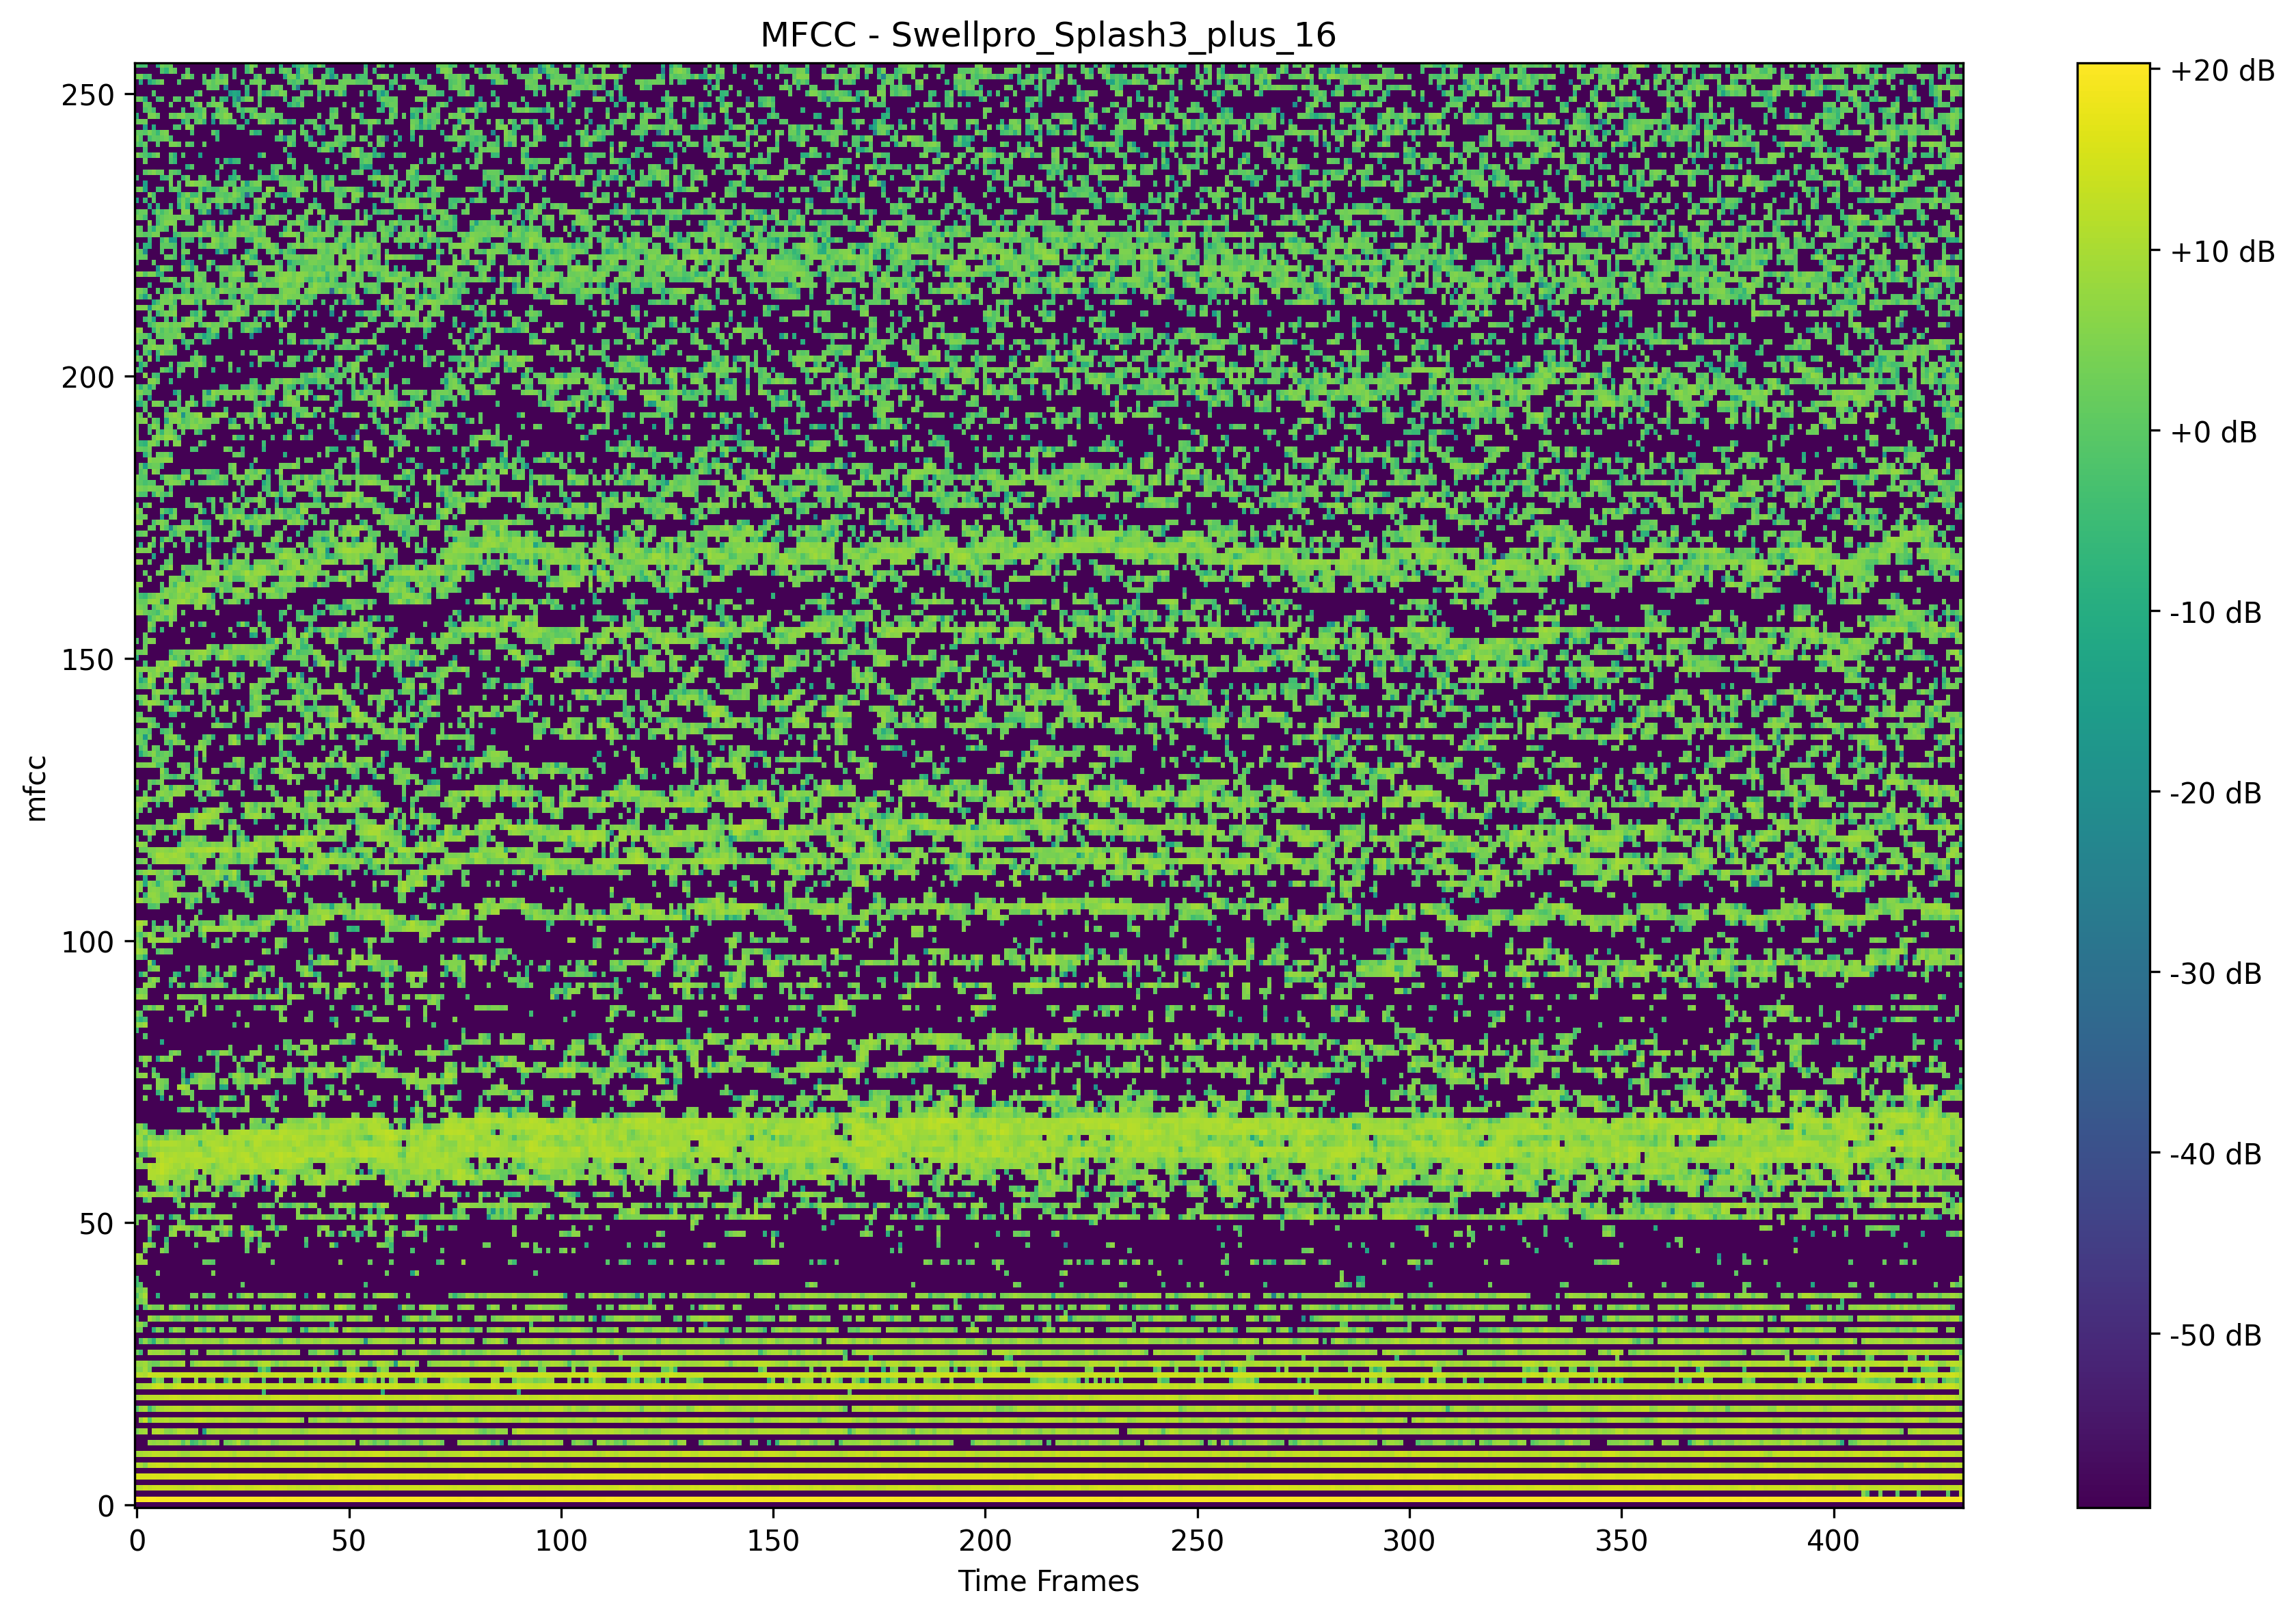 MFCC - Swellpro_Splash3_plus_16
250
200
150
100
50
0
mfcc
0 50 100 150 200 250 300 350 400
Time Frames
+20 dB
+10 dB
+0 dB
-10 dB
-20 dB
-30 dB
-40 dB
-50 dB